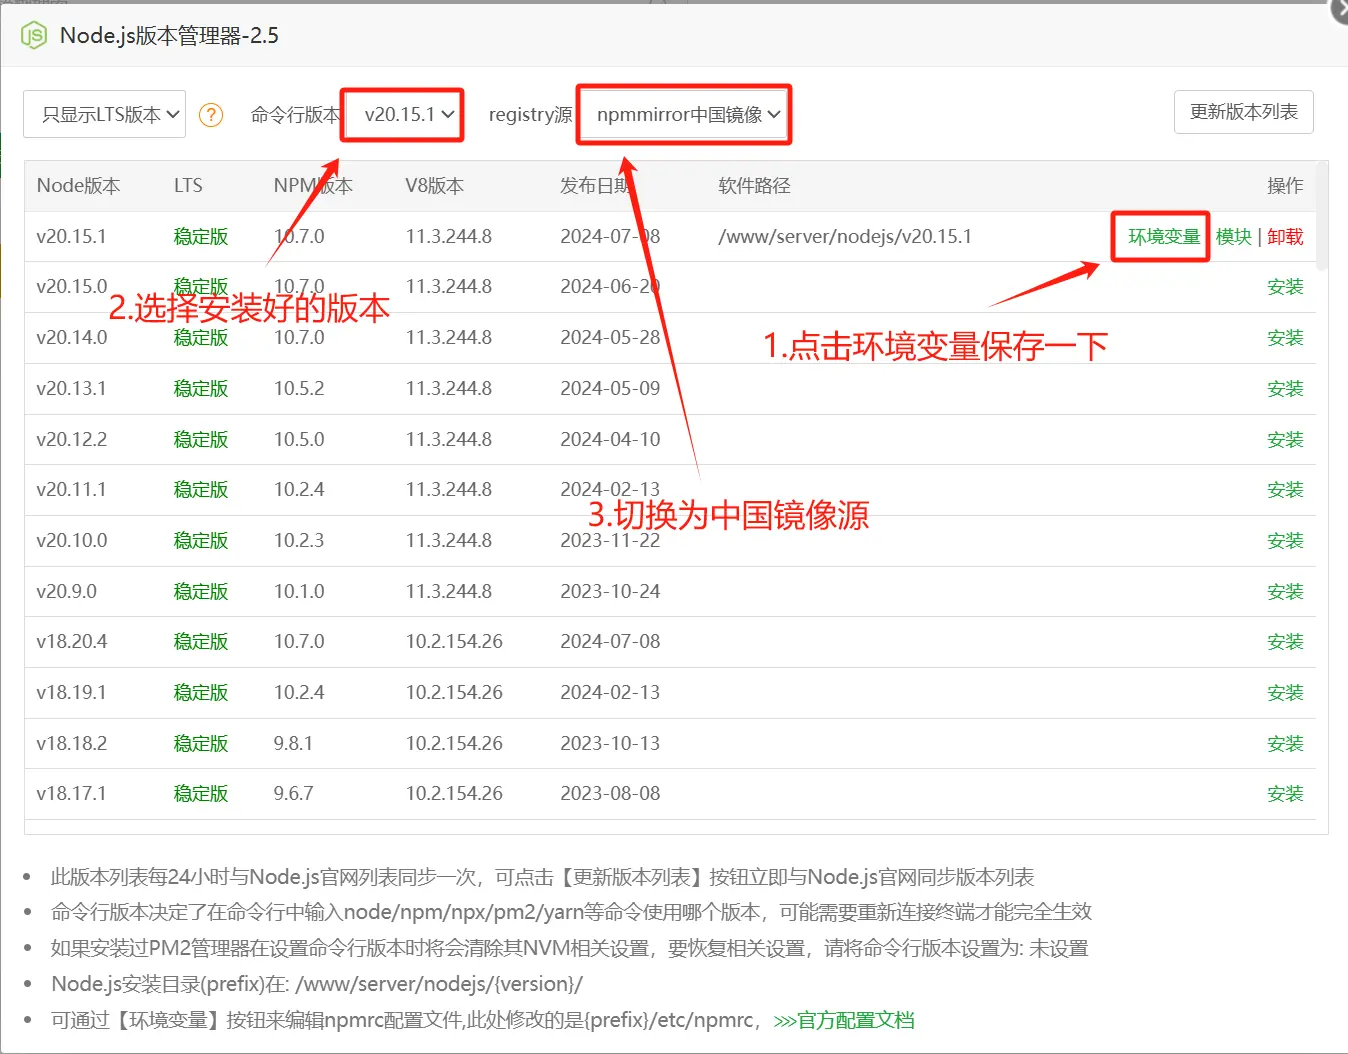 Node.js版本管理器-2.5
只显示LTS版本 ? 命令行版本 v20.15.1 registry源 npmmirror中国镜像 更新版本列表
Node版本 LTS NPM版本 V8版本 发布日期 软件路径 操作
v20.15.1 稳定版 10.7.0 11.3.244.8 2024-07-08 /www/server/nodejs/v20.15.1 环境变量 模块 | 卸载
v20.15.0 稳定版 10.7.0 11.3.244.8 2024-06-20 安装
2.选择安装好的版本
v20.14.0 稳定版 10.7.0 11.3.244.8 2024-05-28 安装
1.点击环境变量保存一下
v20.13.1 稳定版 10.5.2 11.3.244.8 2024-05-09 安装
v20.12.2 稳定版 10.5.0 11.3.244.8 2024-04-10 安装
v20.11.1 稳定版 10.2.4 11.3.244.8 2024-02-13 安装
3.切换为中国镜像源
v20.10.0 稳定版 10.2.3 11.3.244.8 2023-11-22 安装
v20.9.0 稳定版 10.1.0 11.3.244.8 2023-10-24 安装
v18.20.4 稳定版 10.7.0 10.2.154.26 2024-07-08 安装
v18.19.1 稳定版 10.2.4 10.2.154.26 2024-02-13 安装
v18.18.2 稳定版 9.8.1 10.2.154.26 2023-10-13 安装
v18.17.1 稳定版 9.6.7 10.2.154.26 2023-08-08 安装
此版本列表每24小时与Node.js官网列表同步一次，可点击【更新版本列表】按钮立即与Node.js官网同步版本列表
命令行版本决定了在命令行中输入node/npm/npx/pm2/yarn等命令使用哪个版本，可能需要重新连接终端才能完全生效
如果安装过PM2管理器在设置命令行版本时将会清除其NVM相关设置，要恢复相关设置，请将命令行版本设置为: 未设置
Node.js安装目录(prefix)在: /www/server/nodejs/{version}/
可通过【环境变量】按钮来编辑npmrc配置文件,此处修改的是{prefix}/etc/npmrc，>>>官方配置文档